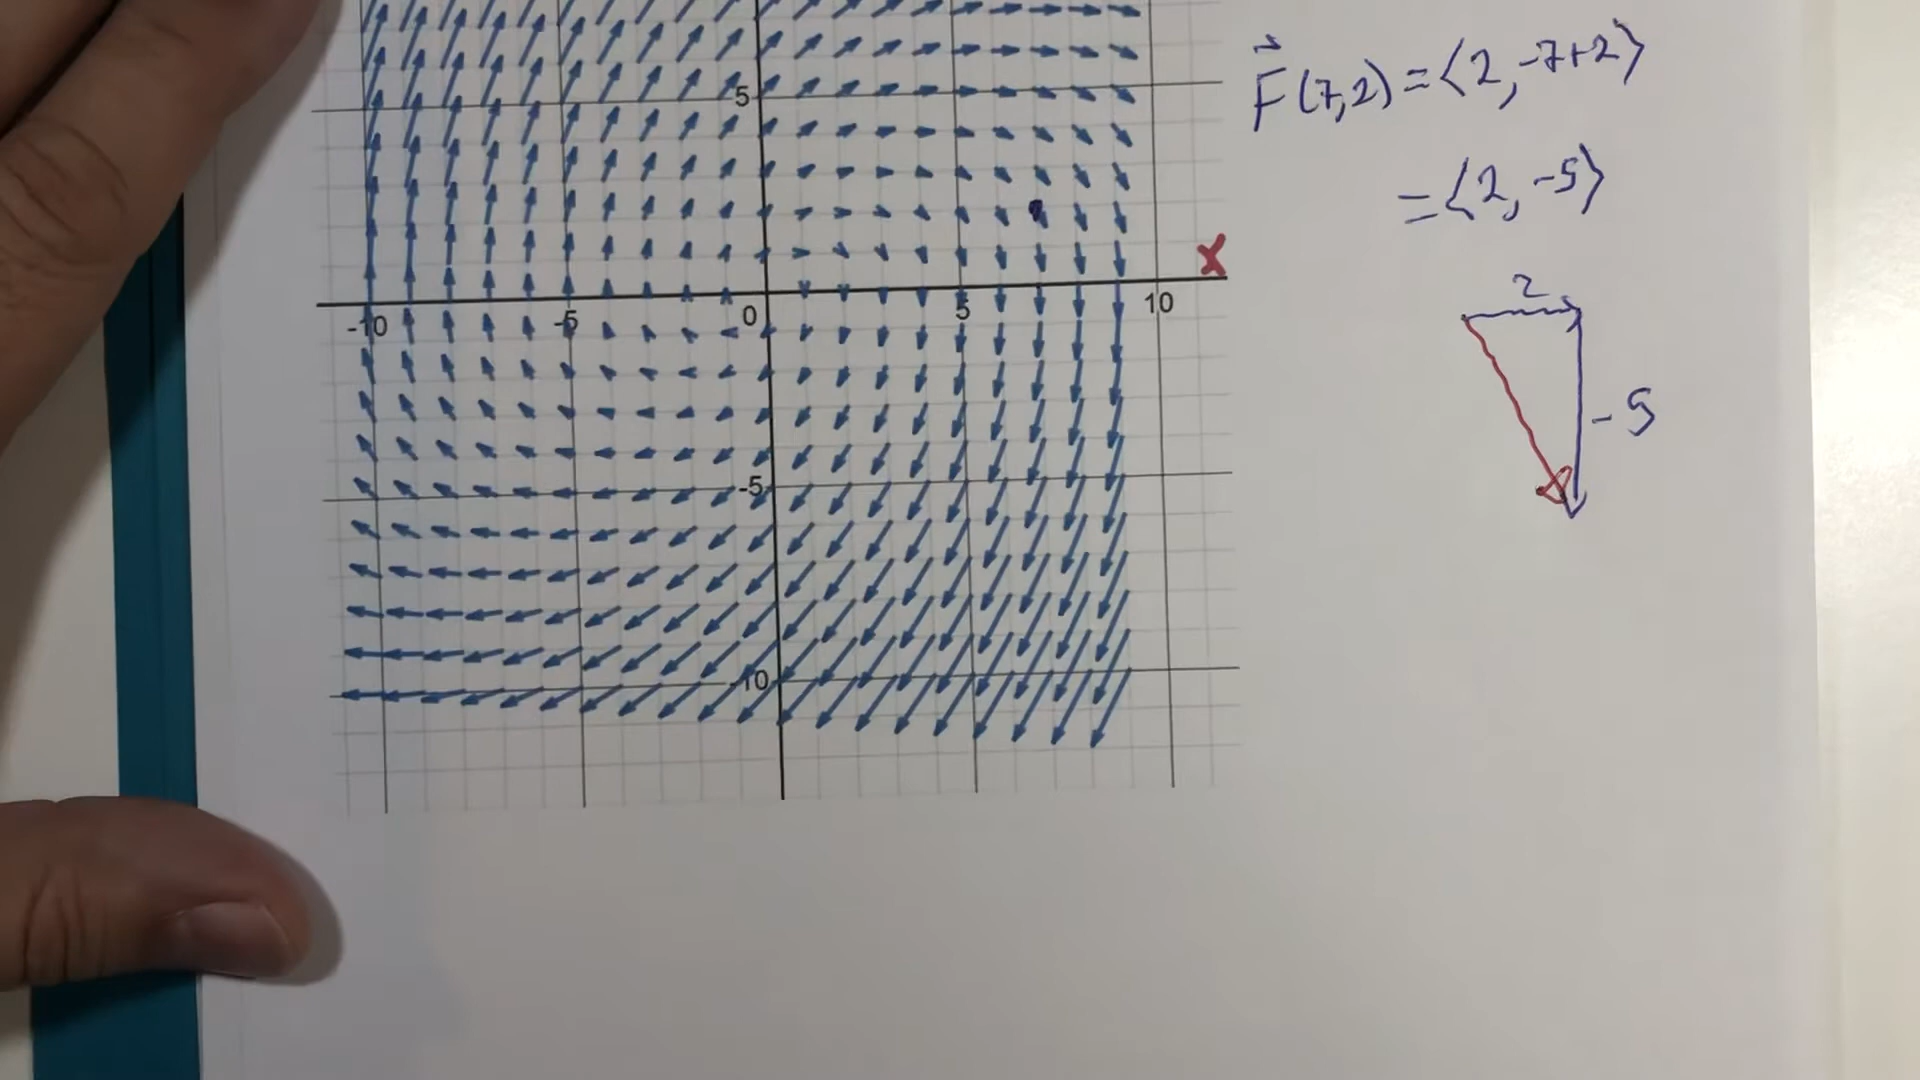 F⃗(7,2) = ⟨2, -7+2⟩
= ⟨2, -5⟩
5
x
-10 -5 0 5 10
2
-5
-5
-10